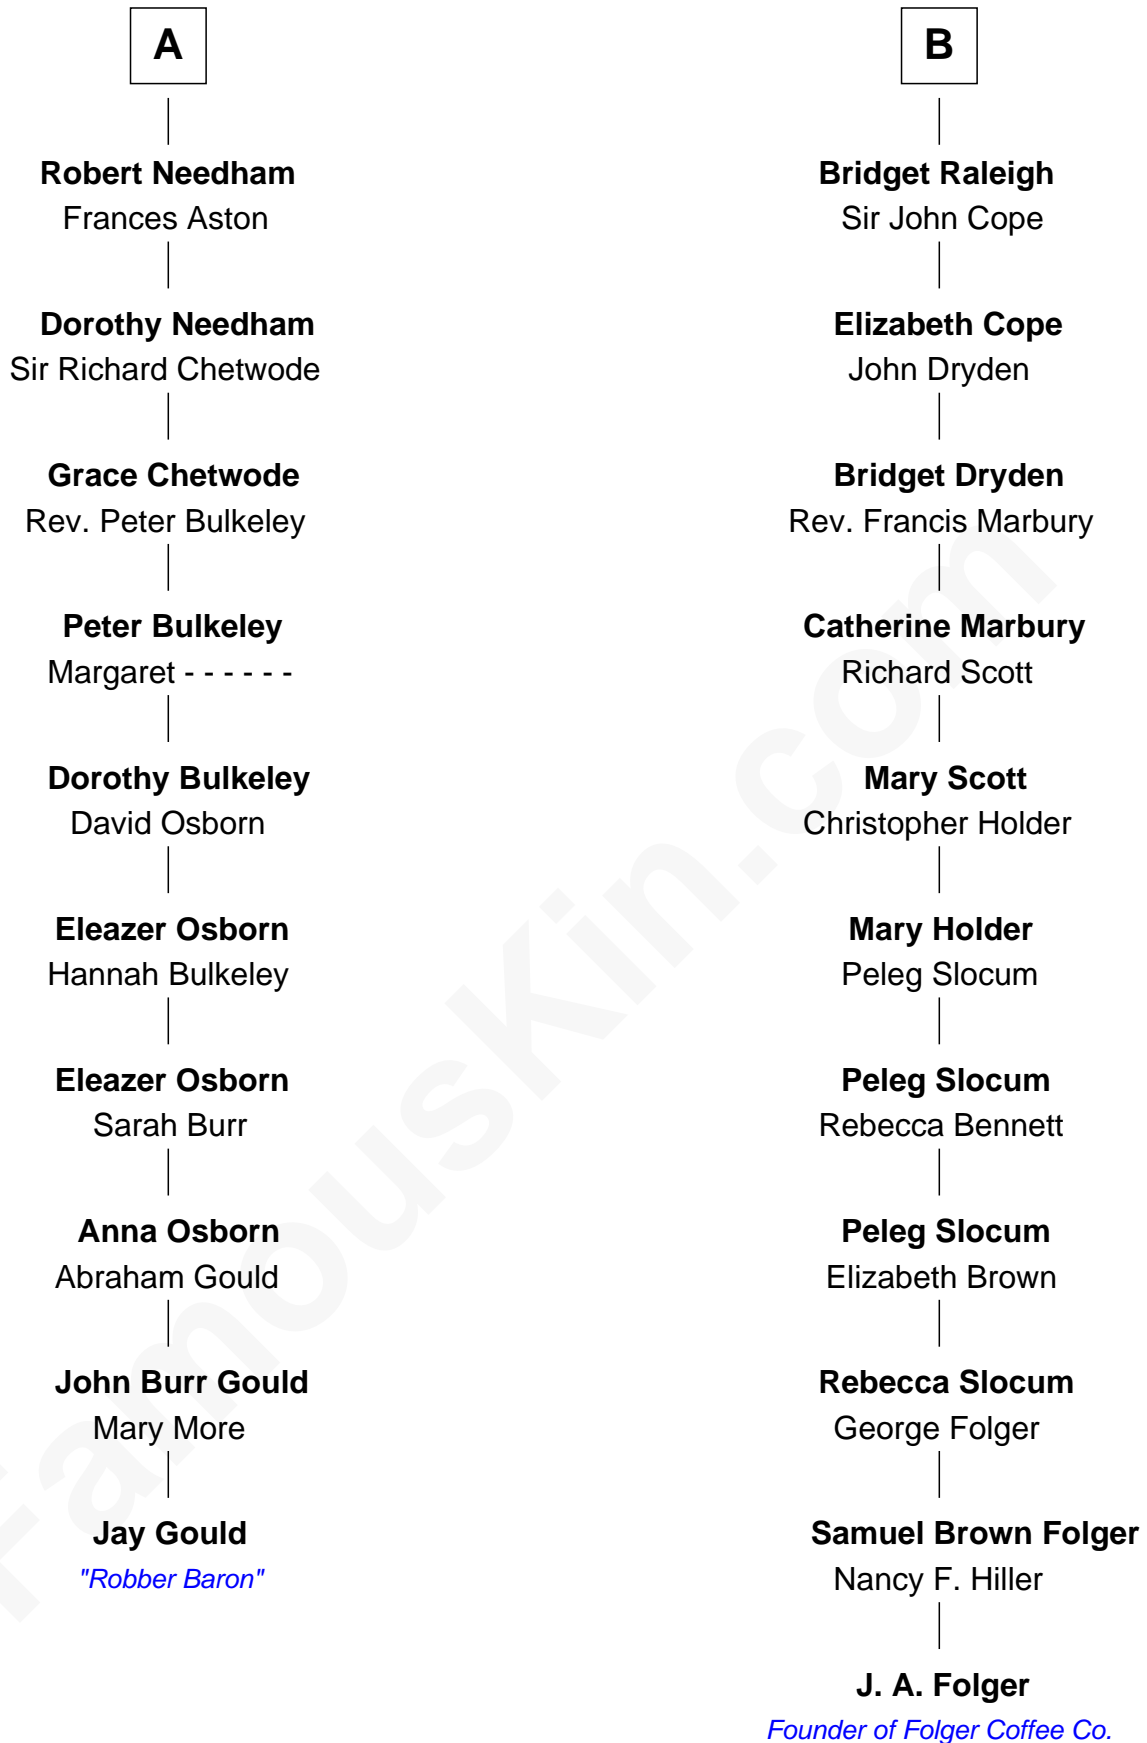 A
Robert Needham
Frances Aston
Dorothy Needham
Sir Richard Chetwode
Grace Chetwode
Rev. Peter Bulkeley
Peter Bulkeley
Margaret - - - - - -
Dorothy Bulkeley
David Osborn
Eleazer Osborn
Hannah Bulkeley
Eleazer Osborn
Sarah Burr
Anna Osborn
Abraham Gould
John Burr Gould
Mary More
Jay Gould
"Robber Baron"
B
Bridget Raleigh
Sir John Cope
Elizabeth Cope
John Dryden
Bridget Dryden
Rev. Francis Marbury
Catherine Marbury
Richard Scott
Mary Scott
Christopher Holder
Mary Holder
Peleg Slocum
Peleg Slocum
Rebecca Bennett
Peleg Slocum
Elizabeth Brown
Rebecca Slocum
George Folger
Samuel Brown Folger
Nancy F. Hiller
J. A. Folger
Founder of Folger Coffee Co.
FamousKin.com